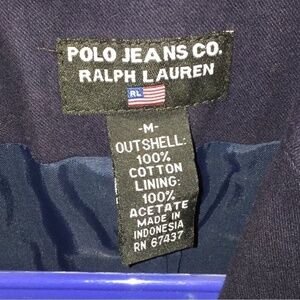 POLO JEANS CO.
RALPH LAUREN
RL
-M-
OUTSHELL:
100%
COTTON
LINING:
100%
ACETATE
MADE IN
INDONESIA
RN 67437